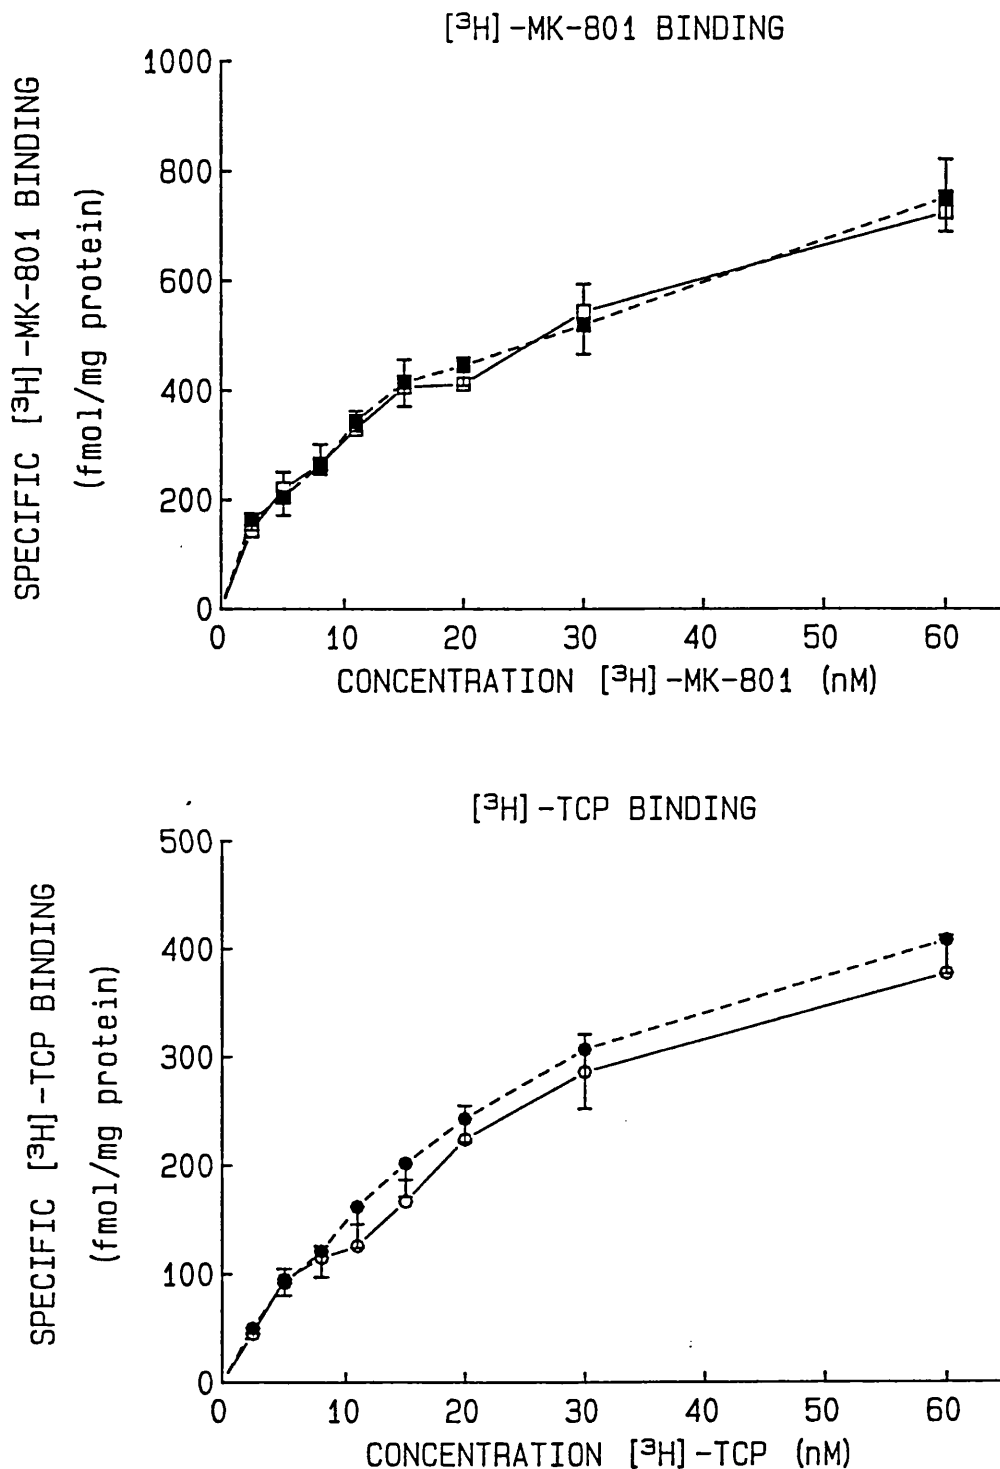 [³H]-MK-801 BINDING
SPECIFIC [³H]-MK-801 BINDING
(fmol/mg protein)
1000
800
600
400
200
0
0 10 20 30 40 50 60
CONCENTRATION [³H]-MK-801 (nM)
[³H]-TCP BINDING
SPECIFIC [³H]-TCP BINDING
(fmol/mg protein)
500
400
300
200
100
0
0 10 20 30 40 50 60
CONCENTRATION [³H]-TCP (nM)